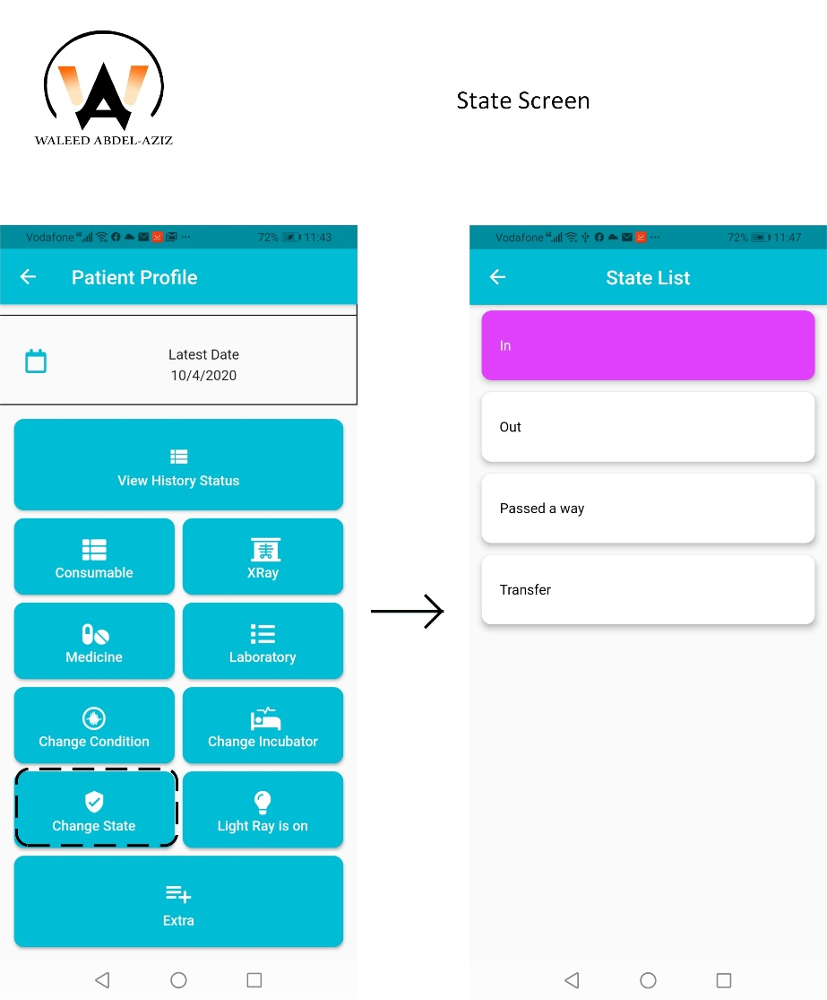 WALEED ABDEL-AZIZ
State Screen
Vodafone 72% 11:43
Patient Profile
Latest Date
10/4/2020
View History Status
Consumable
XRay
Medicine
Laboratory
Change Condition
Change Incubator
Change State
Light Ray is on
Extra
Vodafone 72% 11:47
State List
In
Out
Passed a way
Transfer